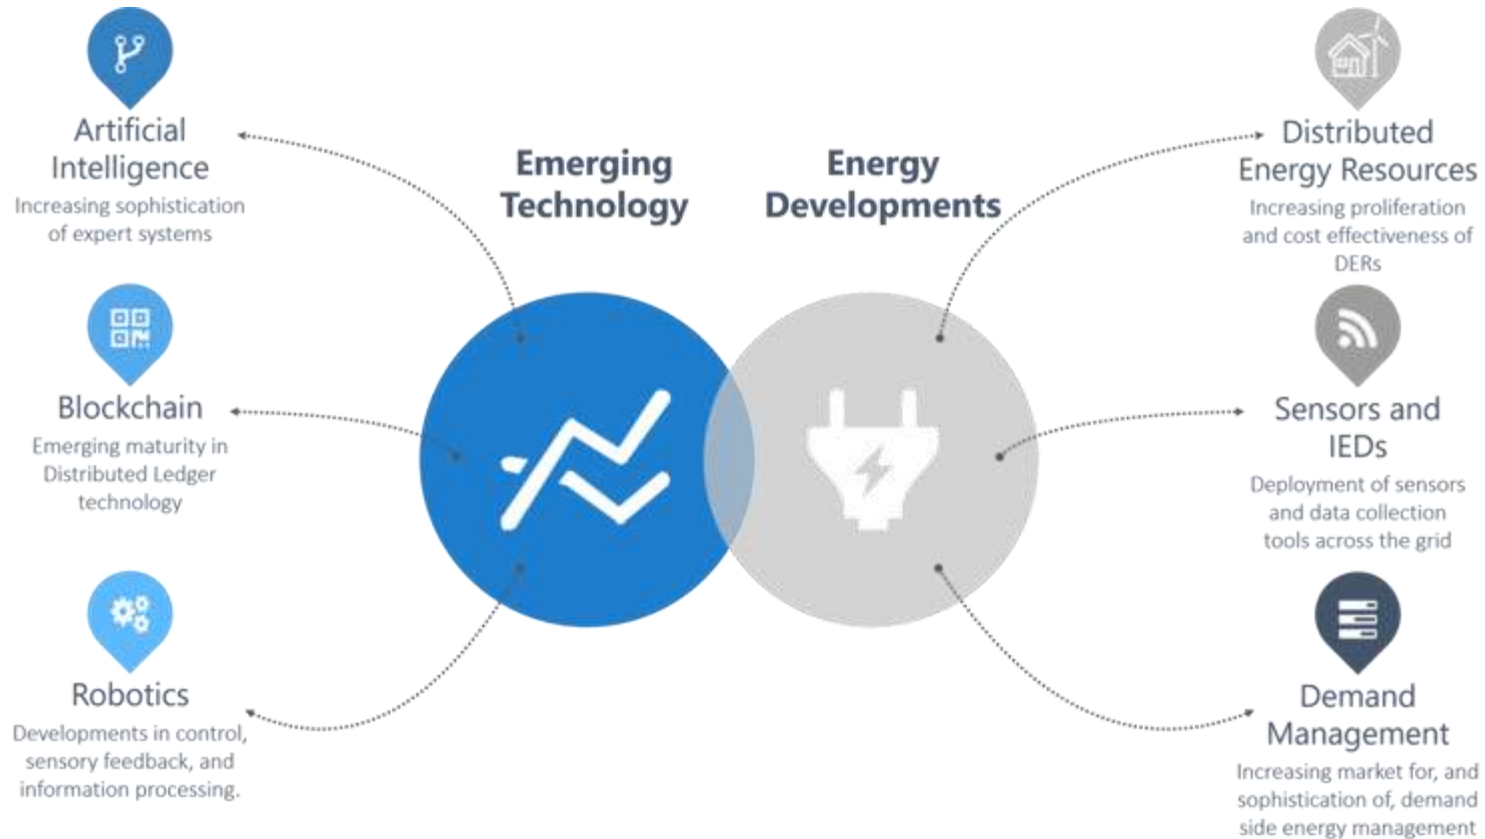 Artificial
Intelligence
Increasing sophistication
of expert systems
Blockchain
Emerging maturity in
Distributed Ledger
technology
Robotics
Developments in control,
sensory feedback, and
information processing.
Emerging
Technology
Energy
Developments
Distributed
Energy Resources
Increasing proliferation
and cost effectiveness of
DERs
Sensors and
IEDs
Deployment of sensors
and data collection
tools across the grid
Demand
Management
Increasing market for, and
sophistication of, demand
side energy management